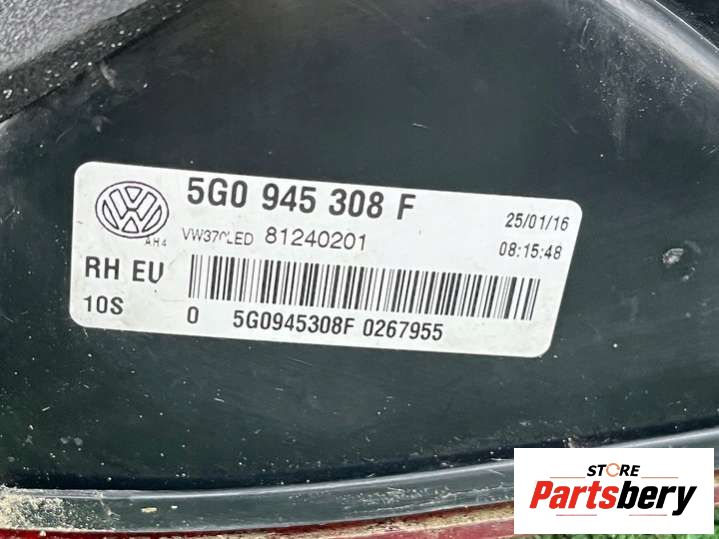 5G0 945 308 F
25/01/16
AH4
VW370LED 81240201
08:15:48
RH EU
10S
0 5G0945308F 0267955
STORE
Partsbery